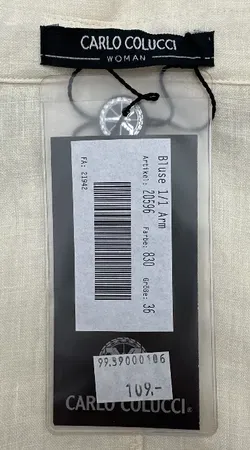 CARLO COLUCCI
WOMAN
Bluse 1/1 Arm
Artikel: 20596 Farbe: 830 Größe: 36
FA: 21942
99.39000106
109.-
CARLO COLUCCI®